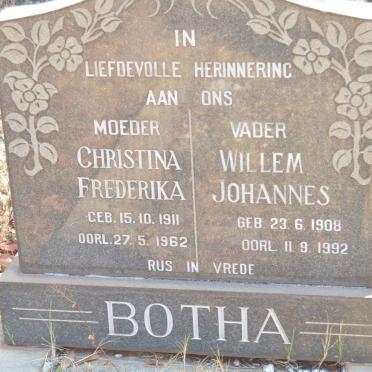 IN
LIEFDEVOLLE HERINNERING
AAN ONS
MOEDER
CHRISTINA
FREDERIKA
GEB. 15.10.1911
OORL. 27.5.1962
VADER
WILLEM
JOHANNES
GEB. 23.6.1908
OORL. 11.9.1992
RUS IN VREDE
BOTHA